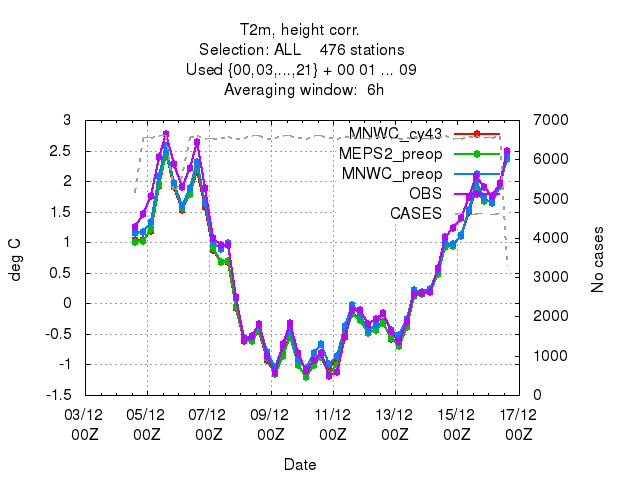 T2m, height corr.
Selection: ALL 476 stations
Used {00,03,...,21} + 00 01 ... 09
Averaging window: 6h
3 7000
MNWC_cy43
2.5 6000
MEPS2_preop
2 MNWC_preop
OBS 5000
1.5 CASES
1 4000
0.5 3000
0 2000
-0.5
-1 1000
-1.5 0
deg C
No cases
03/12 05/12 07/12 09/12 11/12 13/12 15/12 17/12
00Z 00Z 00Z 00Z 00Z 00Z 00Z 00Z
Date